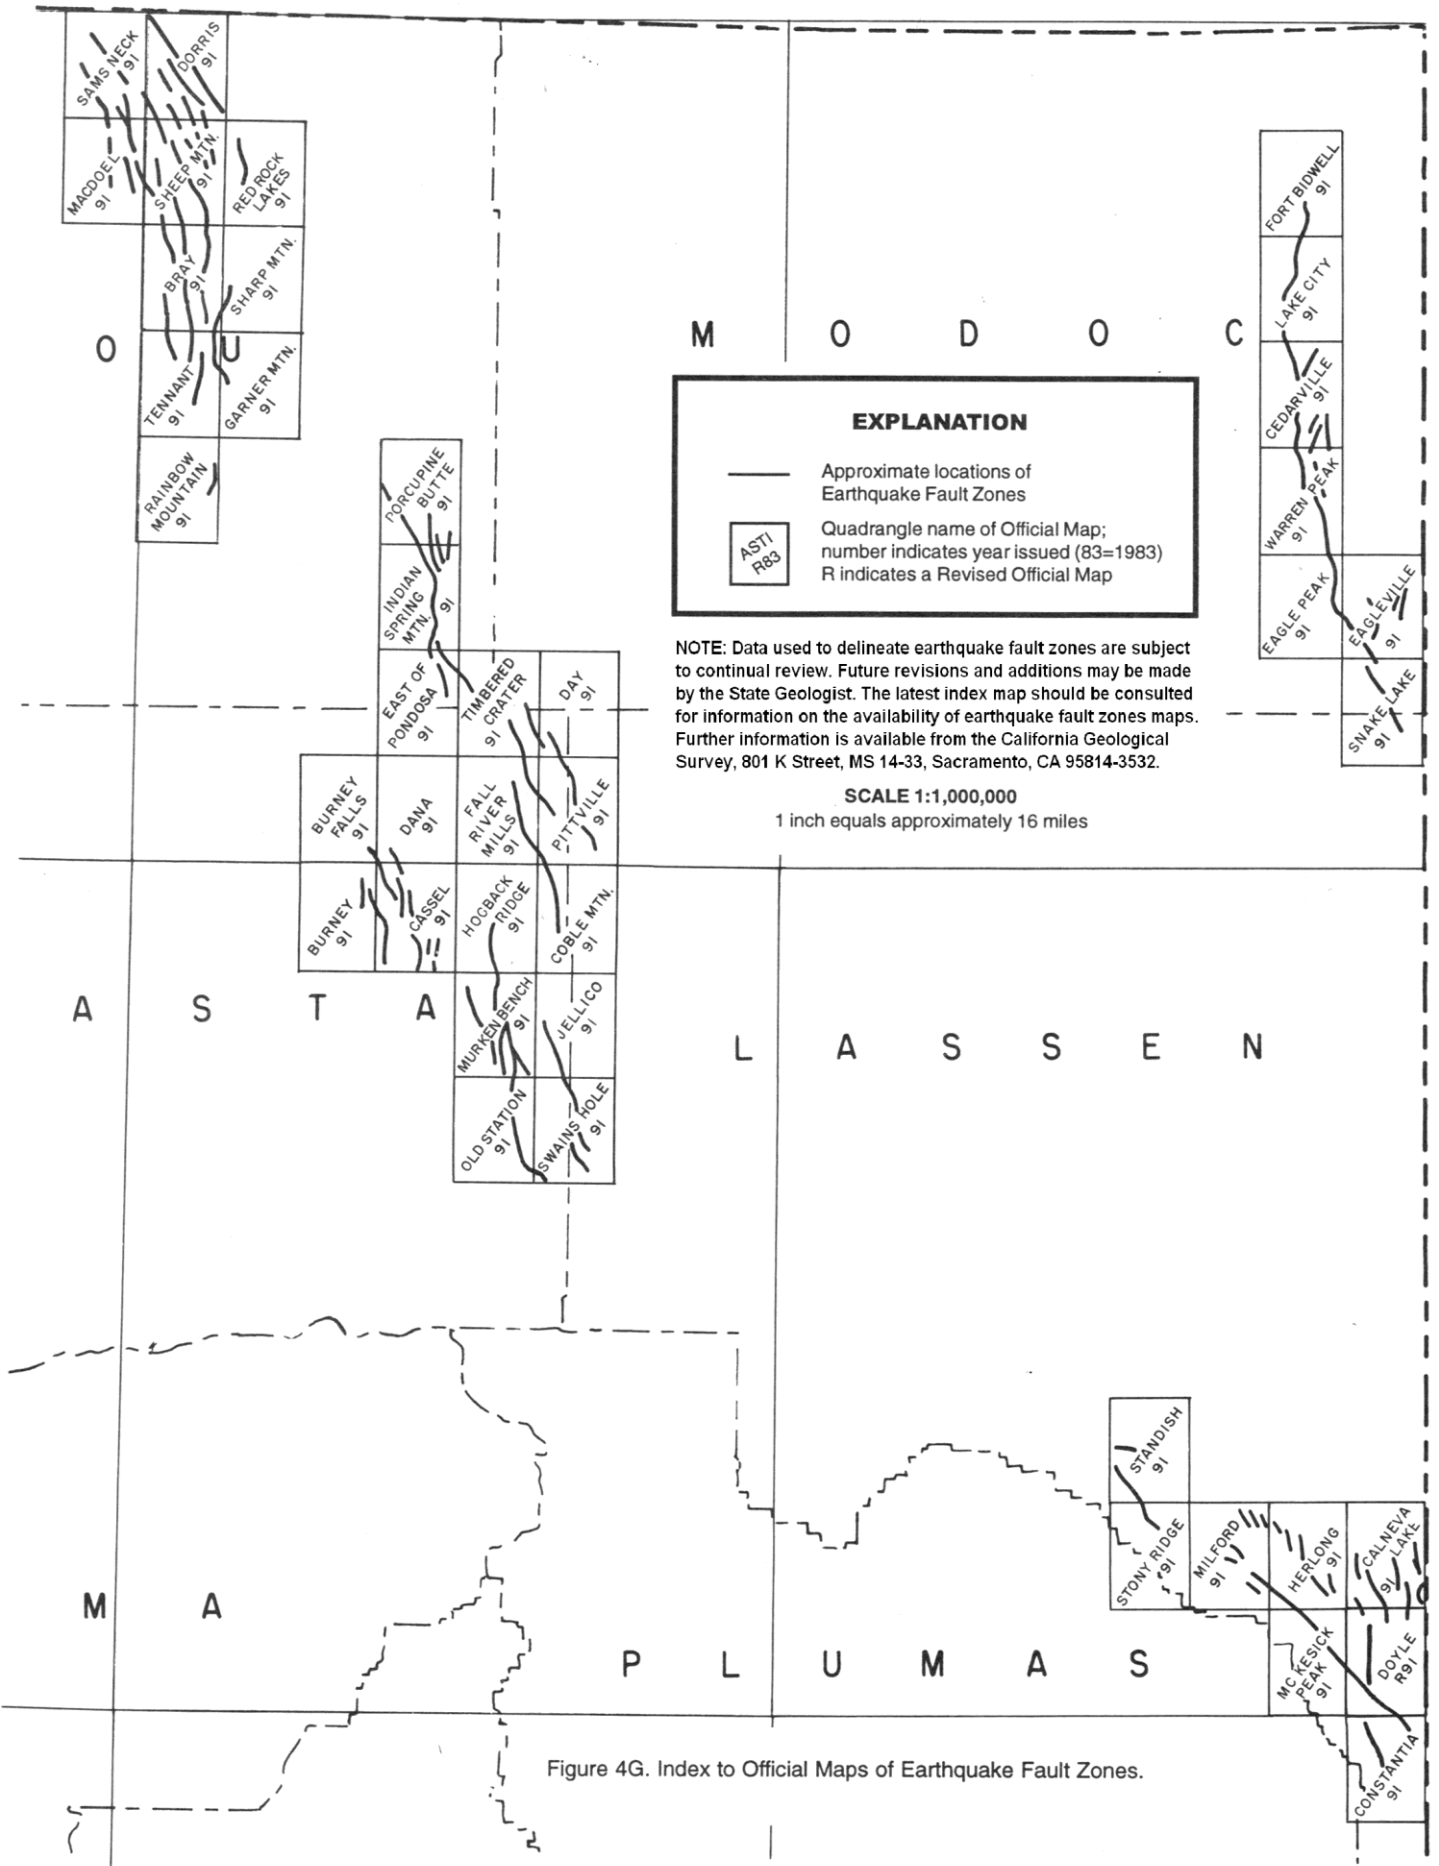 SAMS NECK
91
DORRIS
91
MACDOEL
91
SHEEP MTN.
91
RED ROCK
LAKES
91
BRAY
91
SHARP MTN.
91
O U
TENNANT
91
GARNER MTN.
91
RAINBOW
MOUNTAIN
91
M O D O C
FORT BIDWELL
91
LAKE CITY
91
CEDARVILLE
91
WARREN PEAK
91
EAGLE PEAK
91
EAGLEVILLE
91
SNAKE LAKE
91
EXPLANATION
Approximate locations of
Earthquake Fault Zones
ASTI
R83
Quadrangle name of Official Map;
number indicates year issued (83=1983)
R indicates a Revised Official Map
NOTE: Data used to delineate earthquake fault zones are subject
to continual review. Future revisions and additions may be made
by the State Geologist. The latest index map should be consulted
for information on the availability of earthquake fault zones maps.
Further information is available from the California Geological
Survey, 801 K Street, MS 14-33, Sacramento, CA 95814-3532.
SCALE 1:1,000,000
1 inch equals approximately 16 miles
PORCUPINE
BUTTE
91
INDIAN
SPRING
MTN. 91
EAST OF
PONDOSA
91
TIMBERED
CRATER
91
DAY
91
BURNEY
FALLS
91
DANA
91
FALL
RIVER
MILLS
91
PITTVILLE
91
BURNEY
91
CASSEL
91
HOGBACK
RIDGE
91
COBLE MTN.
91
A S T A
MURKEN BENCH
91
JELLICO
91
OLD STATION
91
SWAINS HOLE
91
L A S S E N
STANDISH
91
STONY RIDGE
91
MILFORD
91
HERLONG
91
CALNEVA
LAKE
91
M A
P L U M A S
MC KESICK
PEAK
91
DOYLE
R91
CONSTANTIA
91
Figure 4G. Index to Official Maps of Earthquake Fault Zones.